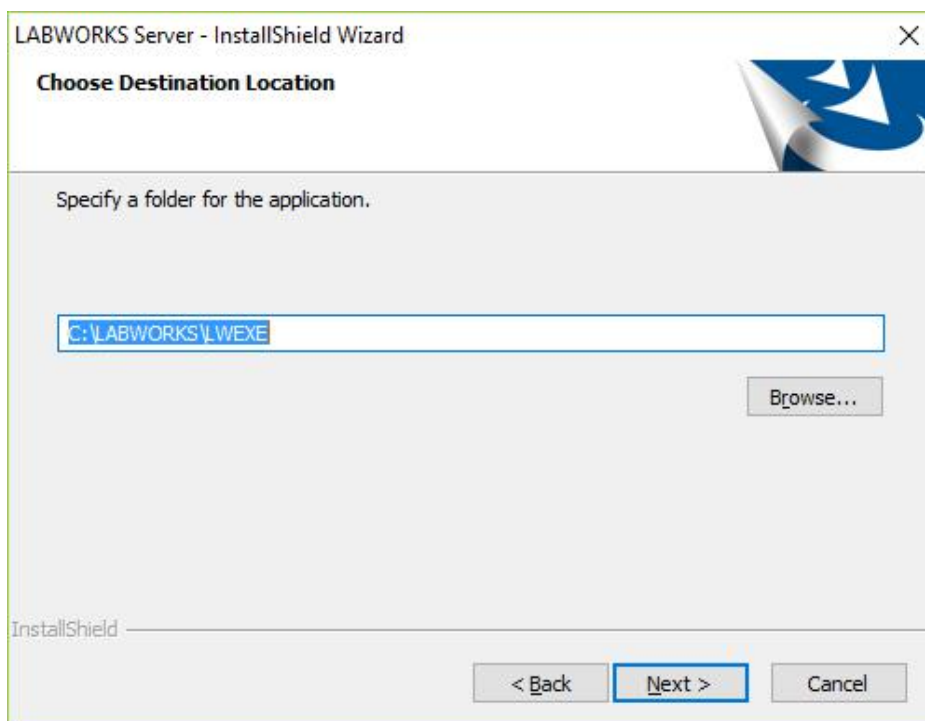 LABWORKS Server - InstallShield Wizard
Choose Destination Location
Specify a folder for the application.
C:\LABWORKS\LWEXE
Browse...
InstallShield
< Back
Next >
Cancel